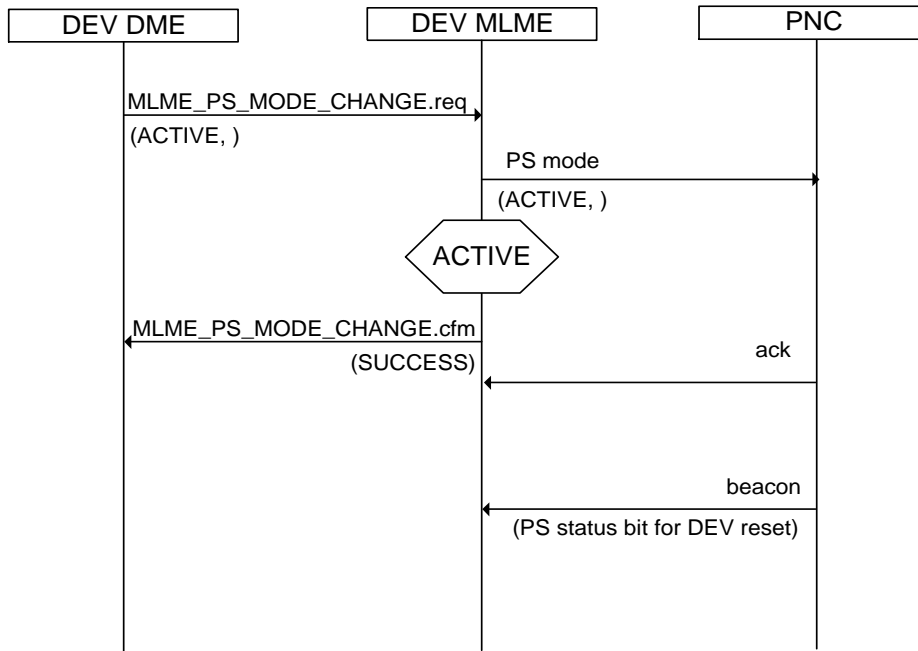 DEV DME
DEV MLME
PNC
MLME_PS_MODE_CHANGE.req
(ACTIVE, )
PS mode
(ACTIVE, )
ACTIVE
MLME_PS_MODE_CHANGE.cfm
(SUCCESS)
ack
beacon
(PS status bit for DEV reset)